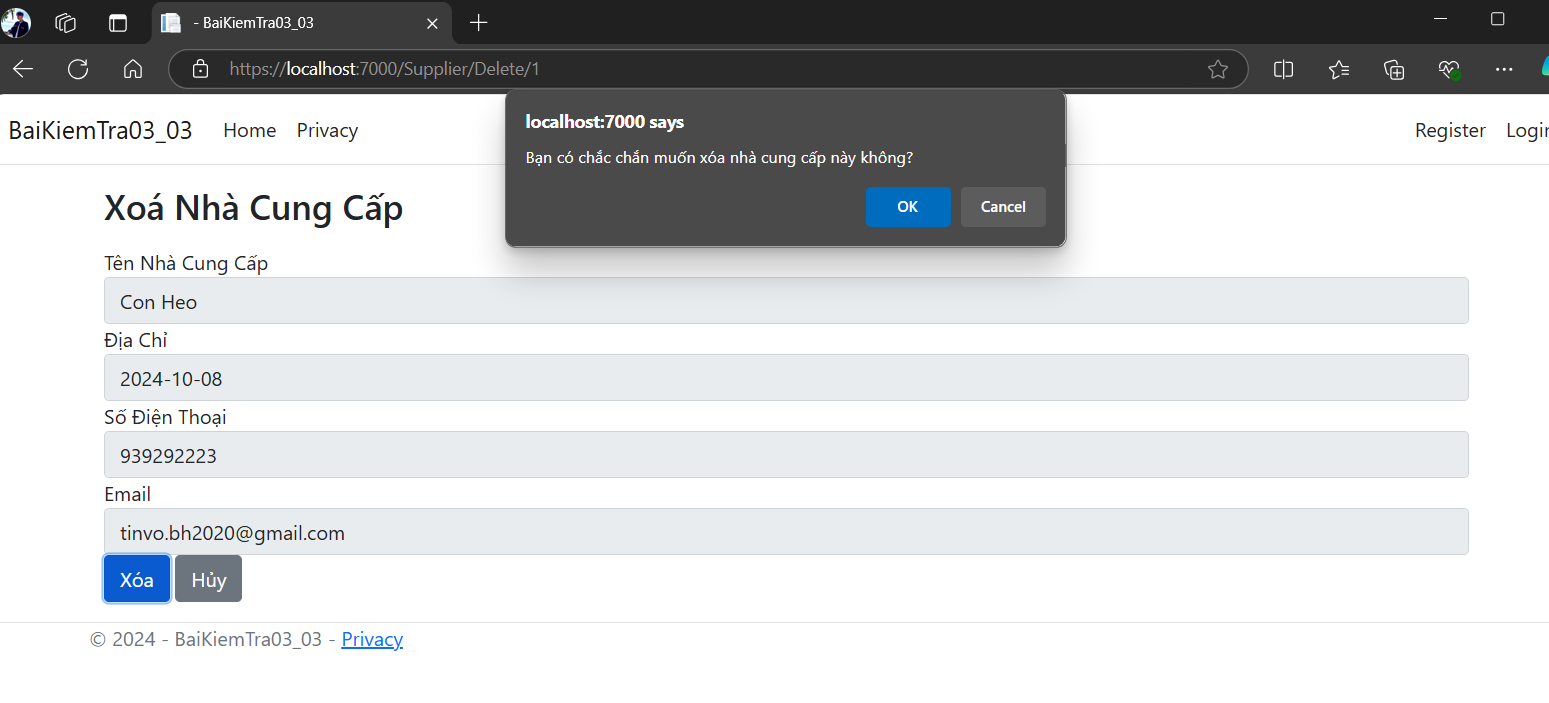 - BaiKiemTra03_03
https://localhost:7000/Supplier/Delete/1
BaiKiemTra03_03 Home Privacy Register Login
localhost:7000 says
Bạn có chắc chắn muốn xóa nhà cung cấp này không?
OK Cancel
Xoá Nhà Cung Cấp
Tên Nhà Cung Cấp
Con Heo
Địa Chỉ
2024-10-08
Số Điện Thoại
939292223
Email
tinvo.bh2020@gmail.com
Xóa Hủy
© 2024 - BaiKiemTra03_03 - Privacy